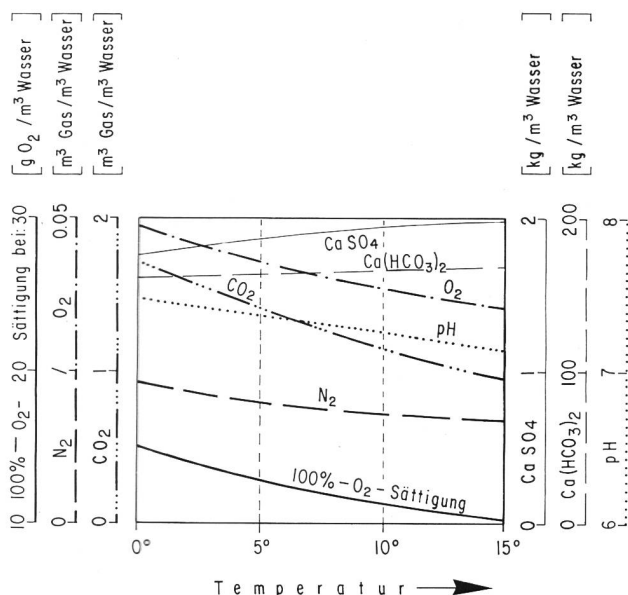 [g O2 /m³ Wasser]
[m³ Gas/m³ Wasser]
[m³ Gas/m³ Wasser]
[kg/m³ Wasser]
[kg/m³ Wasser]
10 100%-O2- 20 Sättigung bei: 30
0 N2 / O2 0.05
0 CO2 1 2
CaSO4
Ca(HCO3)2
CO2
O2
pH
N2
100%-O2-Sättigung
0 CaSO4 1 2
0 Ca(HCO3)2 100 200
6 pH 7 8
0° 5° 10° 15°
Temperatur